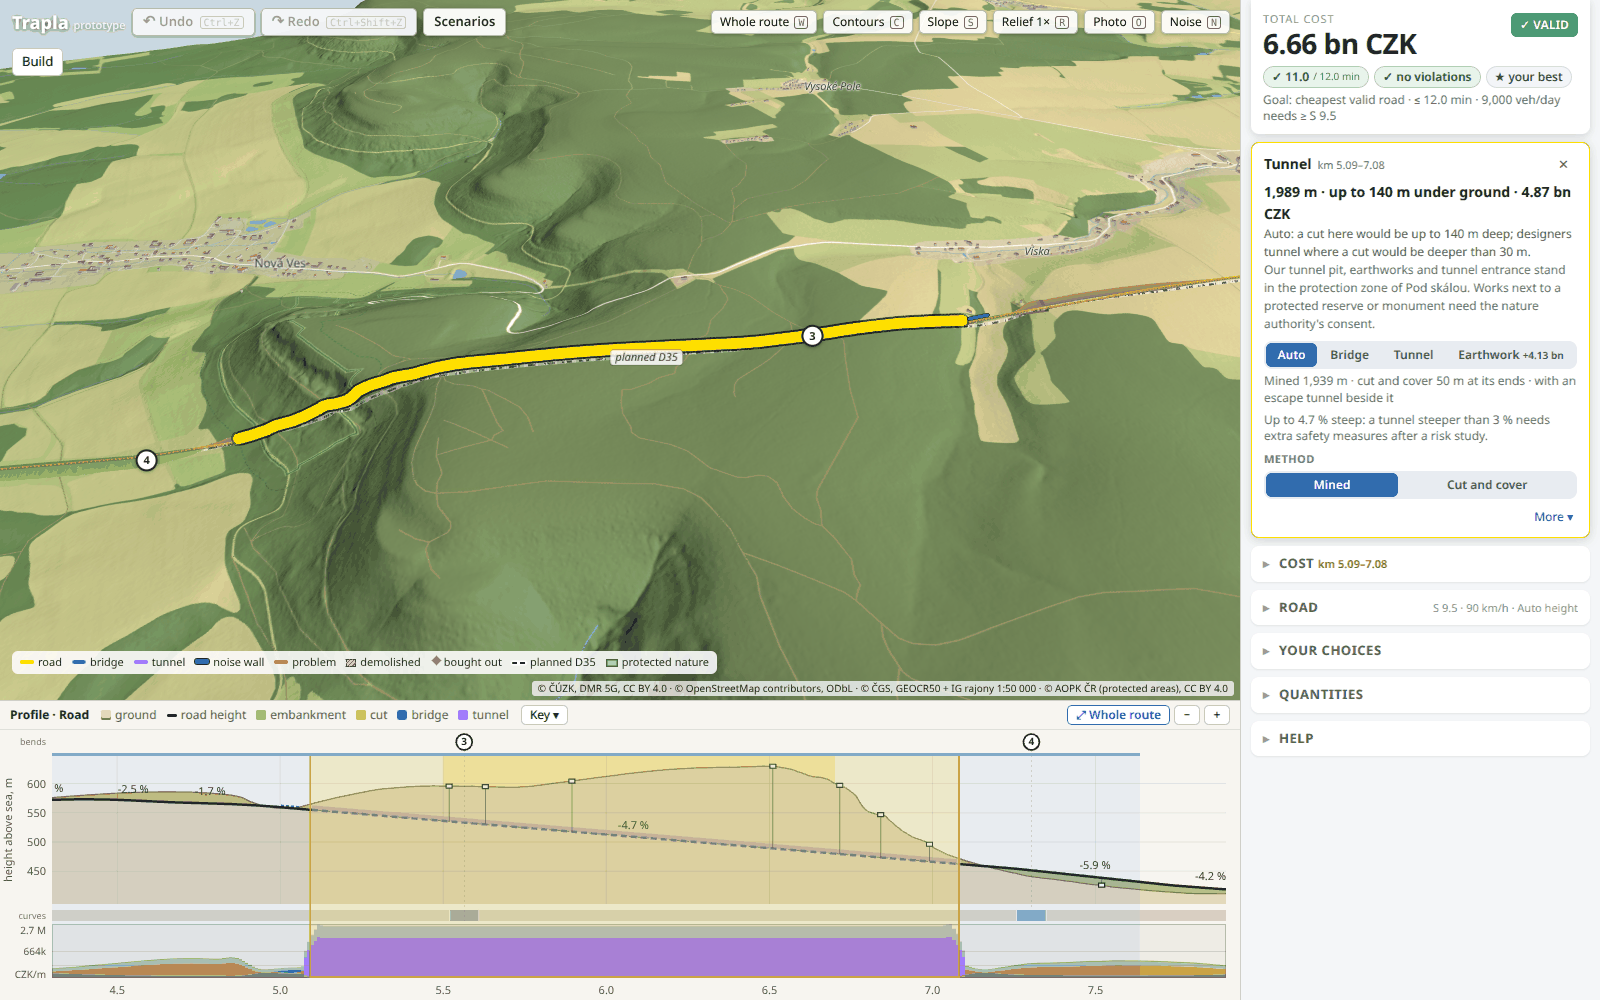 Trapla prototype
↶ Undo Ctrl+Z
↷ Redo Ctrl+Shift+Z
Scenarios
Whole route W
Contours C
Slope S
Relief 1× R
Photo O
Noise N
Build
Vysoké Pole
Nová Ves
Víska
planned D35
3
4
road
bridge
tunnel
noise wall
problem
demolished
bought out
planned D35
protected nature
© ČÚZK, DMR 5G, CC BY 4.0 · © OpenStreetMap contributors, ODbL · © ČGS, GEOCR50 + IG rajony 1:50 000 · © AOPK ČR (protected areas), CC BY 4.0
TOTAL COST
6.66 bn CZK
✓ VALID
✓ 11.0 / 12.0 min
✓ no violations
★ your best
Goal: cheapest valid road · ≤ 12.0 min · 9,000 veh/day
needs ≥ S 9.5
Tunnel km 5.09–7.08 ✕
1,989 m · up to 140 m under ground · 4.87 bn
CZK
Auto: a cut here would be up to 140 m deep; designers
tunnel where a cut would be deeper than 30 m.
Our tunnel pit, earthworks and tunnel entrance stand
in the protection zone of Pod skálou. Works next to a
protected reserve or monument need the nature
authority's consent.
Auto
Bridge
Tunnel
Earthwork +4.13 bn
Mined 1,939 m · cut and cover 50 m at its ends · with an
escape tunnel beside it
Up to 4.7 % steep: a tunnel steeper than 3 % needs
extra safety measures after a risk study.
METHOD
Mined
Cut and cover
More ▾
▸ COST km 5.09–7.08
▸ ROAD S 9.5 · 90 km/h · Auto height
▸ YOUR CHOICES
▸ QUANTITIES
▸ HELP
Profile · Road
ground
road height
embankment
cut
bridge
tunnel
Key ▾
⤢ Whole route
−
+
bends
3
4
height above sea, m
600
550
500
450
%
-2.5 %
-1.7 %
-4.7 %
-5.9 %
-4.2 %
curves
2.7 M
664k
CZK/m
4.5
5.0
5.5
6.0
6.5
7.0
7.5